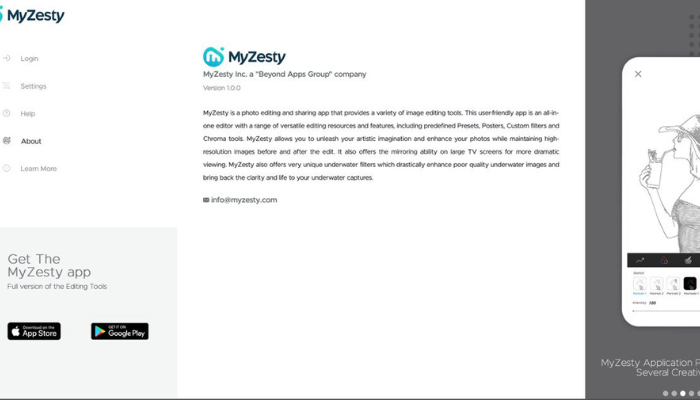 MyZesty
Login
Settings
Help
About
Learn More
Get The
MyZesty app
Full version of the Editing Tools
Download on the
App Store
GET IT ON
Google Play
MyZesty
MyZesty Inc. a "Beyond Apps Group" company
Version 1.0.0
MyZesty is a photo editing and sharing app that provides a variety of image editing tools. This user-friendly app is an all-in-
one editor with a range of versatile editing resources and features, including predefined Presets, Posters, Custom filters and
Chroma tools. MyZesty allows you to unleash your artistic imagination and enhance your photos while maintaining high-
resolution images before and after the edit. It also offers the mirroring ability on large TV screens for more dramatic
viewing. MyZesty also offers very unique underwater filters which drastically enhance poor quality underwater images and
bring back the clarity and life to your underwater captures.
info@myzesty.com
MyZesty Application P
Several Creati